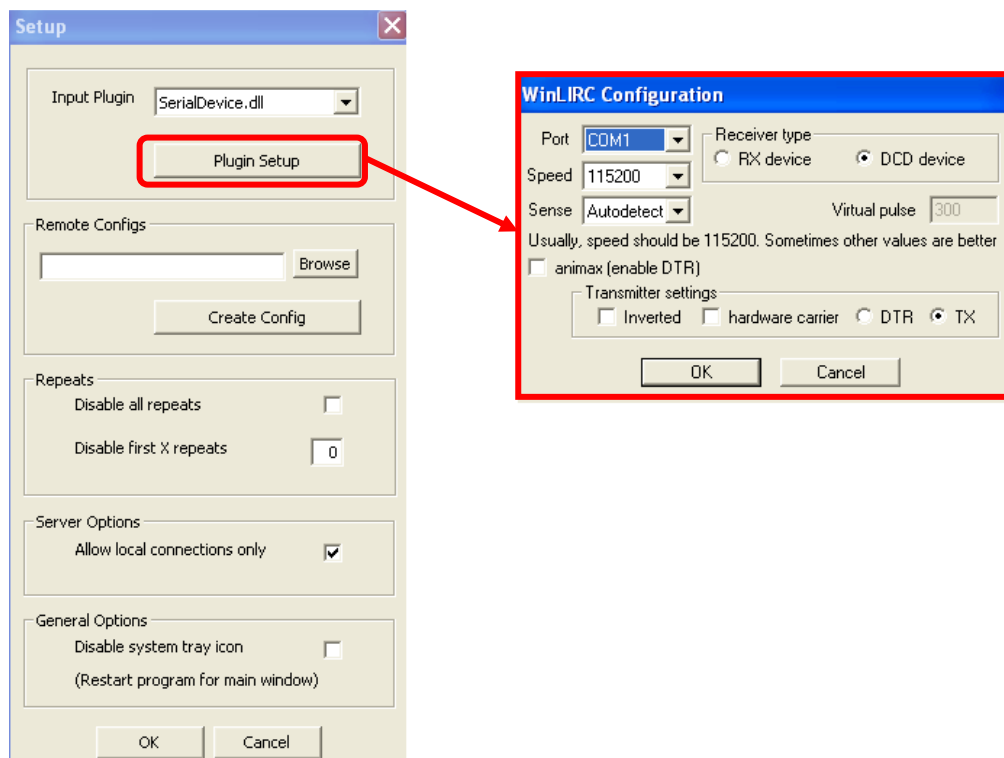 Setup
Input Plugin SerialDevice.dll
Plugin Setup
Remote Configs
Browse
Create Config
Repeats
Disable all repeats
Disable first X repeats 0
Server Options
Allow local connections only
General Options
Disable system tray icon
(Restart program for main window)
OK Cancel
WinLIRC Configuration
Port COM1 Receiver type
RX device DCD device
Speed 115200
Sense Autodetect Virtual pulse 300
Usually, speed should be 115200. Sometimes other values are better
animax (enable DTR)
Transmitter settings
Inverted hardware carrier DTR TX
OK Cancel